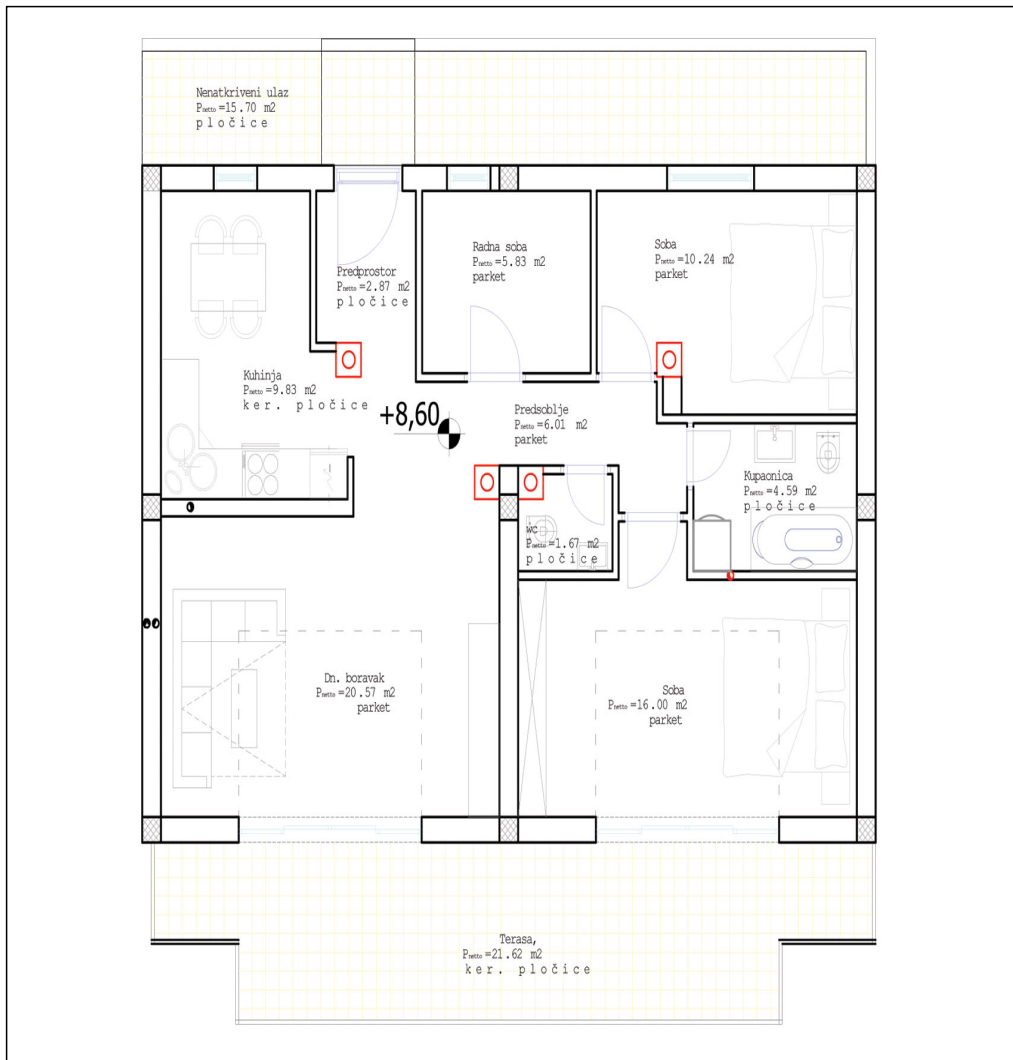 Nenatkriveni ulaz
Pnetto =15.70 m2
pločice
Radna soba
Pnetto =5.83 m2
parket
Soba
Pnetto =10.24 m2
parket
Predprostor
Pnetto =2.87 m2
pločice
Kuhinja
Pnetto =9.83 m2
ker. pločice
+8,60
Predsoblje
Pnetto =6.01 m2
parket
Kupaonica
Pnetto =4.59 m2
pločice
wc
Pnetto =1.67 m2
pločice
Dn. boravak
Pnetto =20.57 m2
parket
Soba
Pnetto =16.00 m2
parket
Terasa,
Pnetto =21.62 m2
ker. pločice